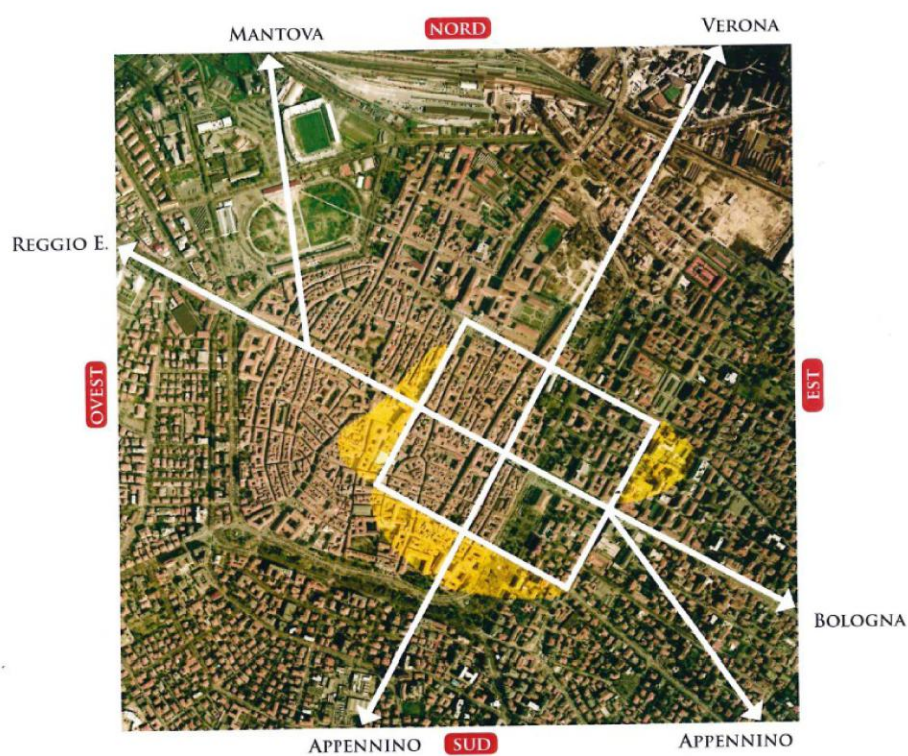 MANTOVA
NORD
VERONA
REGGIO E.
OVEST
EST
BOLOGNA
APPENNINO
SUD
APPENNINO